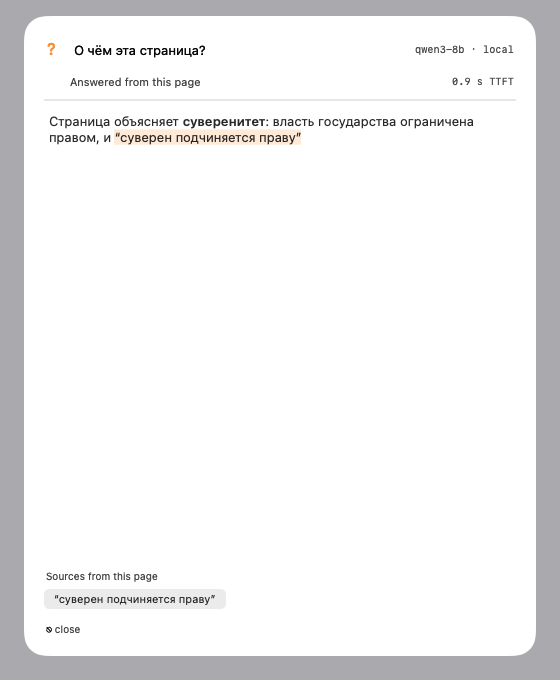 ? О чём эта страница? qwen3-8b · local
Answered from this page 0.9 s TTFT
Страница объясняет суверенитет: власть государства ограничена
правом, и “суверен подчиняется праву”
Sources from this page
“суверен подчиняется праву”
close